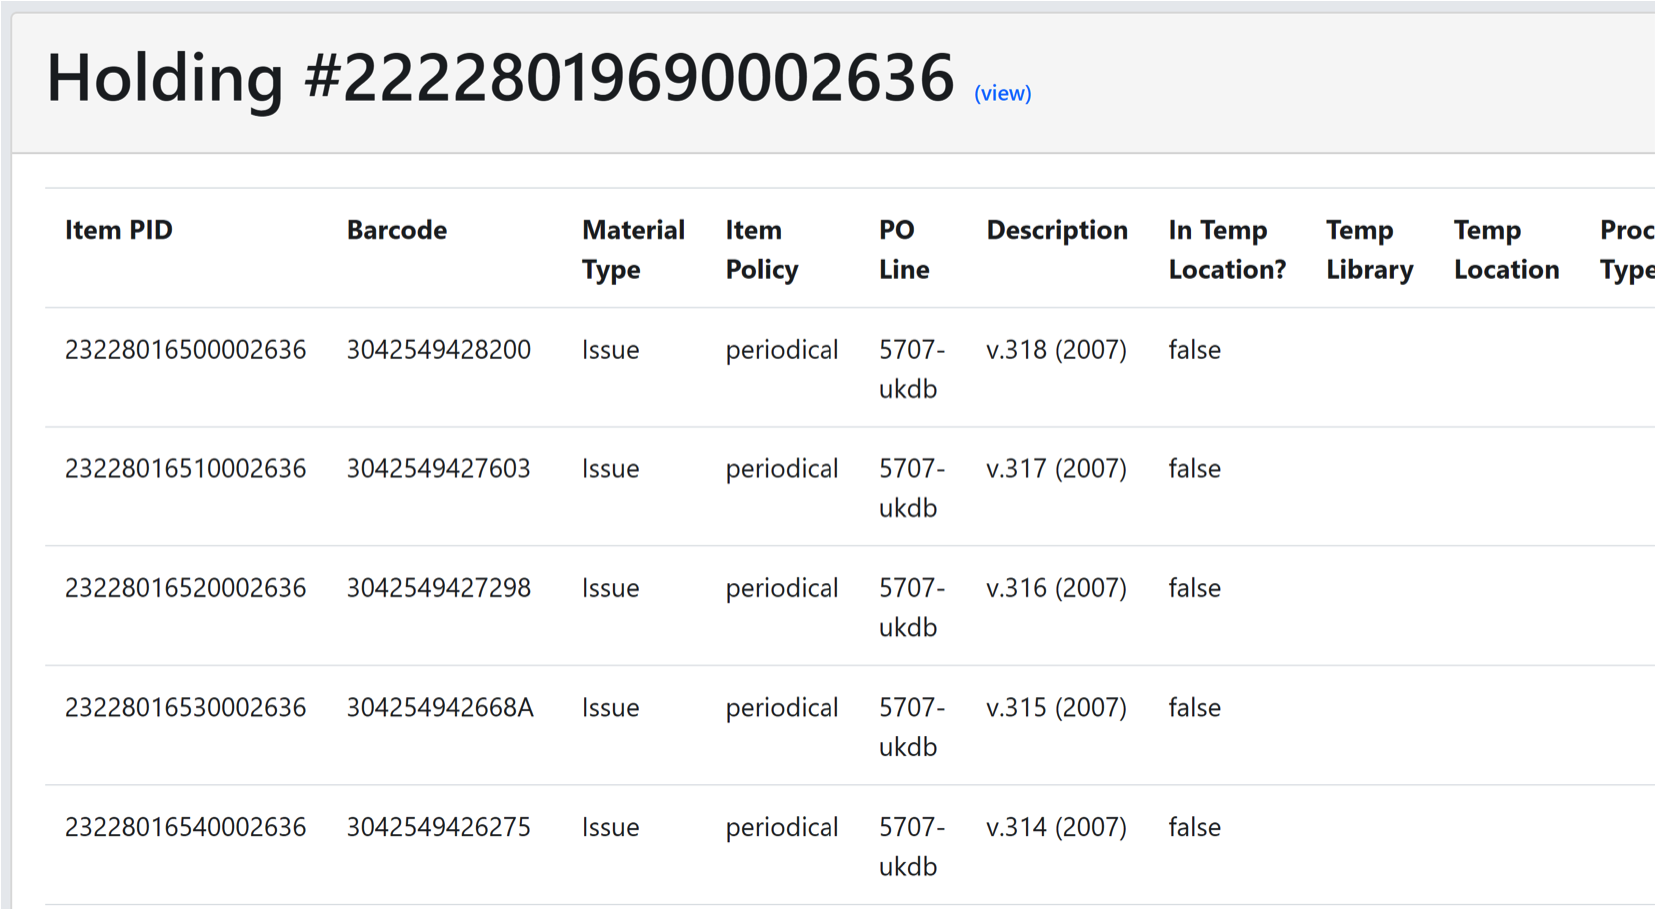 Holding #22228019690002636 (view)
Item PID Barcode Material Type Item Policy PO Line Description In Temp Location? Temp Library Temp Location Proc Type
23228016500002636 3042549428200 Issue periodical 5707-ukdb v.318 (2007) false
23228016510002636 3042549427603 Issue periodical 5707-ukdb v.317 (2007) false
23228016520002636 3042549427298 Issue periodical 5707-ukdb v.316 (2007) false
23228016530002636 304254942668A Issue periodical 5707-ukdb v.315 (2007) false
23228016540002636 3042549426275 Issue periodical 5707-ukdb v.314 (2007) false